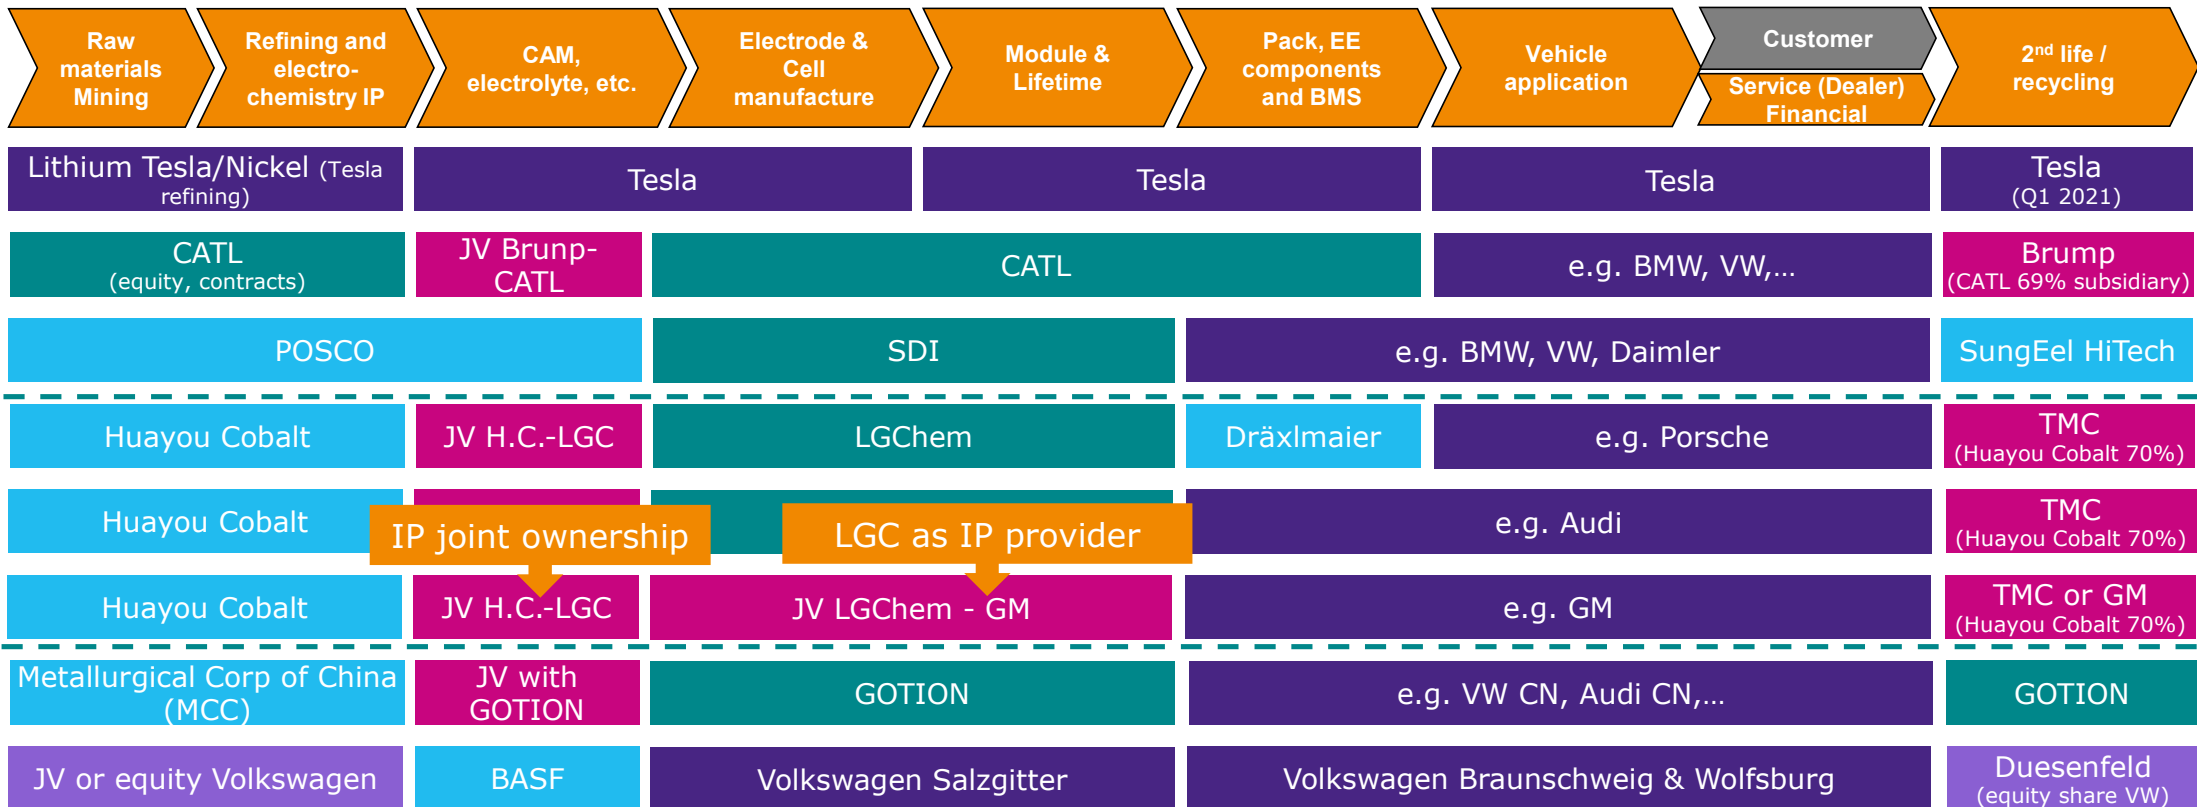 Raw
materials
Mining
Refining and
electro-
chemistry IP
CAM,
electrolyte, etc.
Electrode &
Cell
manufacture
Module &
Lifetime
Pack, EE
components
and BMS
Vehicle
application
Customer
Service (Dealer)
Financial
2nd life /
recycling
Lithium Tesla/Nickel (Tesla
refining)
Tesla
Tesla
Tesla
Tesla
(Q1 2021)
CATL
(equity, contracts)
JV Brunp-
CATL
CATL
e.g. BMW, VW,...
Brump
(CATL 69% subsidiary)
POSCO
SDI
e.g. BMW, VW, Daimler
SungEel HiTech
Huayou Cobalt
JV H.C.-LGC
LGChem
Dräxlmaier
e.g. Porsche
TMC
(Huayou Cobalt 70%)
Huayou Cobalt
IP joint ownership
LGC as IP provider
e.g. Audi
TMC
(Huayou Cobalt 70%)
Huayou Cobalt
JV H.C.-LGC
JV LGChem - GM
e.g. GM
TMC or GM
(Huayou Cobalt 70%)
Metallurgical Corp of China
(MCC)
JV with
GOTION
GOTION
e.g. VW CN, Audi CN,...
GOTION
JV or equity Volkswagen
BASF
Volkswagen Salzgitter
Volkswagen Braunschweig & Wolfsburg
Duesenfeld
(equity share VW)